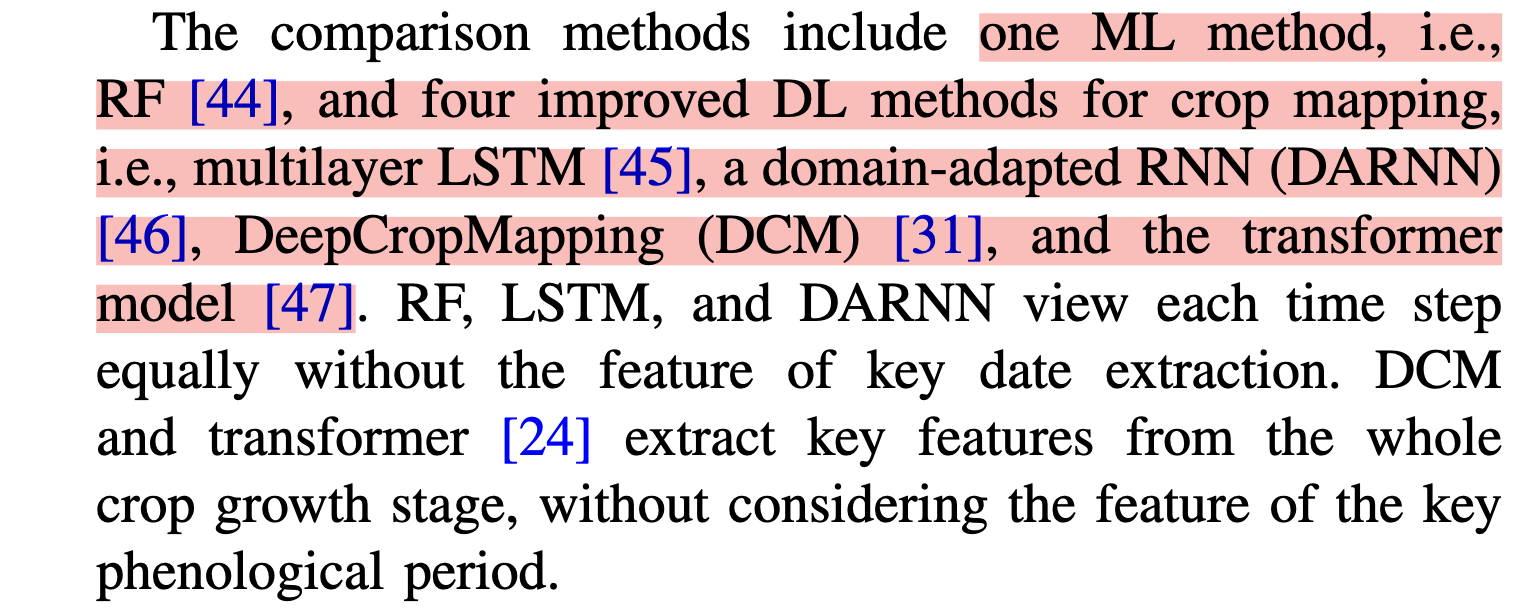 The comparison methods include one ML method, i.e.,
RF [44], and four improved DL methods for crop mapping,
i.e., multilayer LSTM [45], a domain-adapted RNN (DARNN)
[46], DeepCropMapping (DCM) [31], and the transformer
model [47]. RF, LSTM, and DARNN view each time step
equally without the feature of key date extraction. DCM
and transformer [24] extract key features from the whole
crop growth stage, without considering the feature of the key
phenological period.